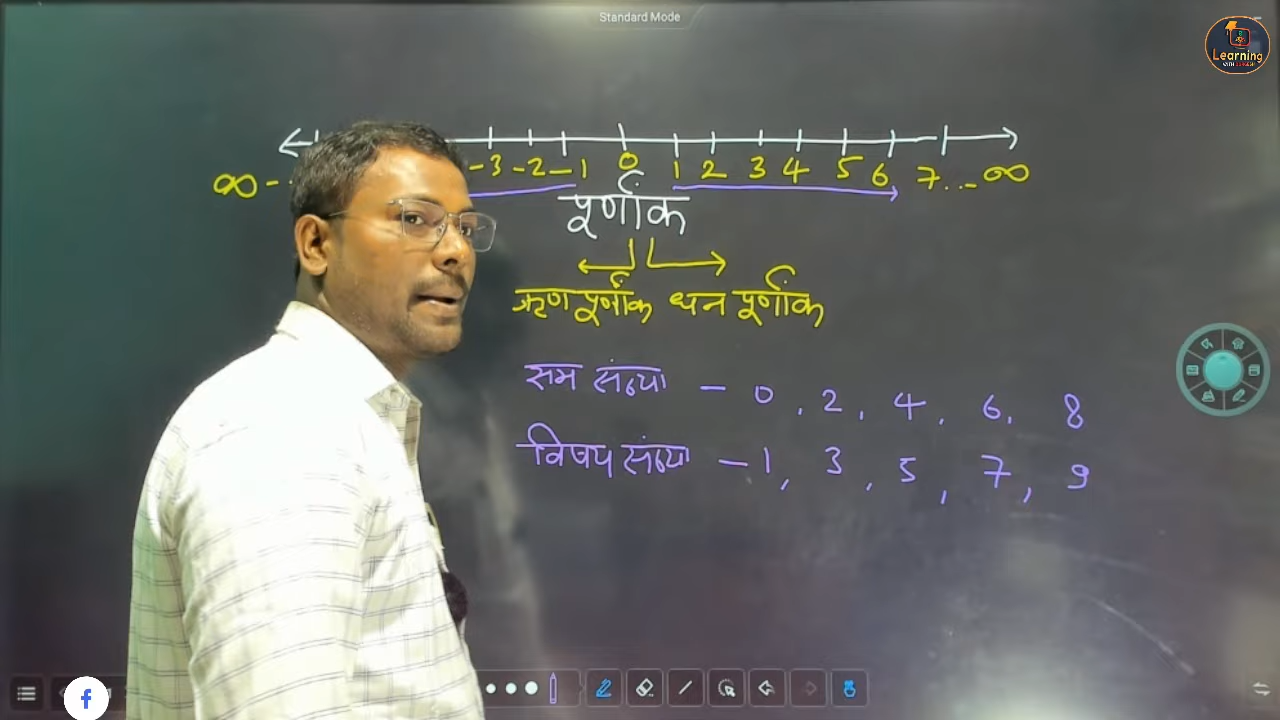 Standard Mode
Learning
∞-.. -3 -2 -1 0 1 2 3 4 5 6 7... ∞
पूर्णांक
ऋण पूर्णांक धन पूर्णांक
सम संख्या - 0, 2, 4, 6, 8
विषय संख्या - 1, 3, 5, 7, 9